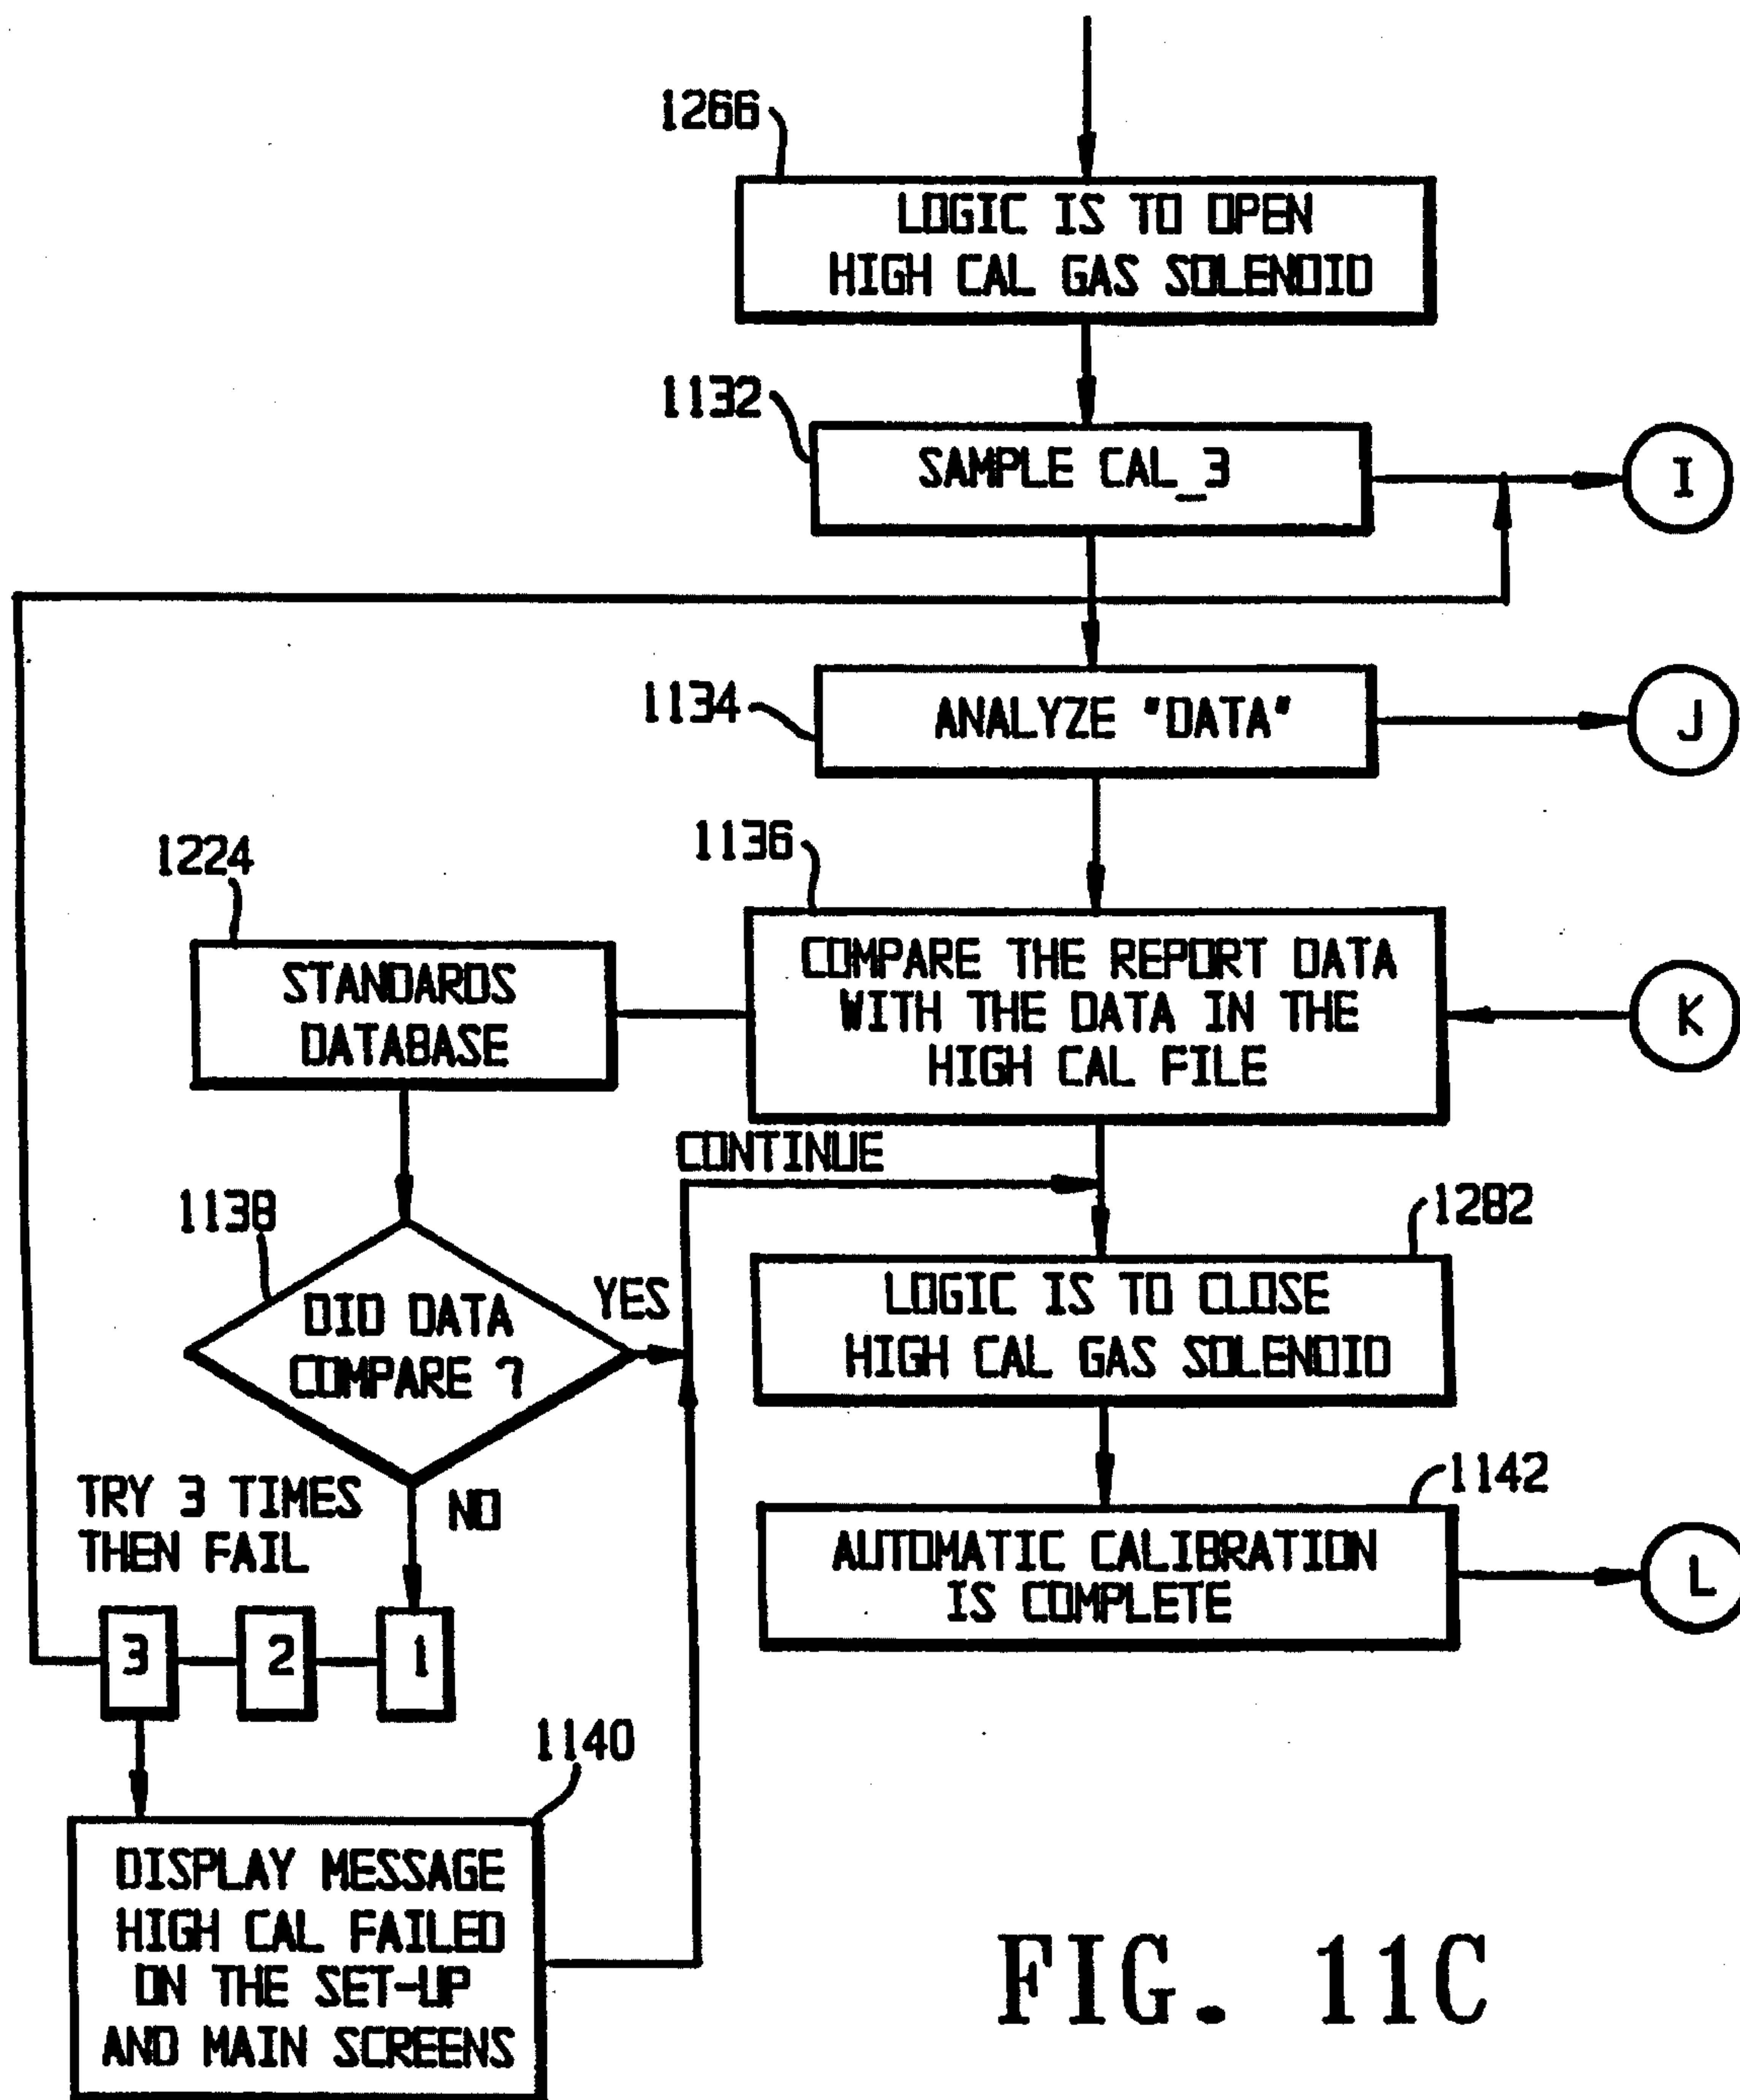 1266
LOGIC IS TO OPEN
HIGH CAL GAS SOLENOID
1132
SAMPLE CAL_3
I
1134
ANALYZE "DATA"
J
1224
STANDARDS
DATABASE
1136
COMPARE THE REPORT DATA
WITH THE DATA IN THE
HIGH CAL FILE
K
CONTINUE
1138
DID DATA
COMPARE ?
YES
NO
1282
LOGIC IS TO CLOSE
HIGH CAL GAS SOLENOID
1142
AUTOMATIC CALIBRATION
IS COMPLETE
L
TRY 3 TIMES
THEN FAIL
3
2
1
1140
DISPLAY MESSAGE
HIGH CAL FAILED
ON THE SET-UP
AND MAIN SCREENS
FIG. 11C